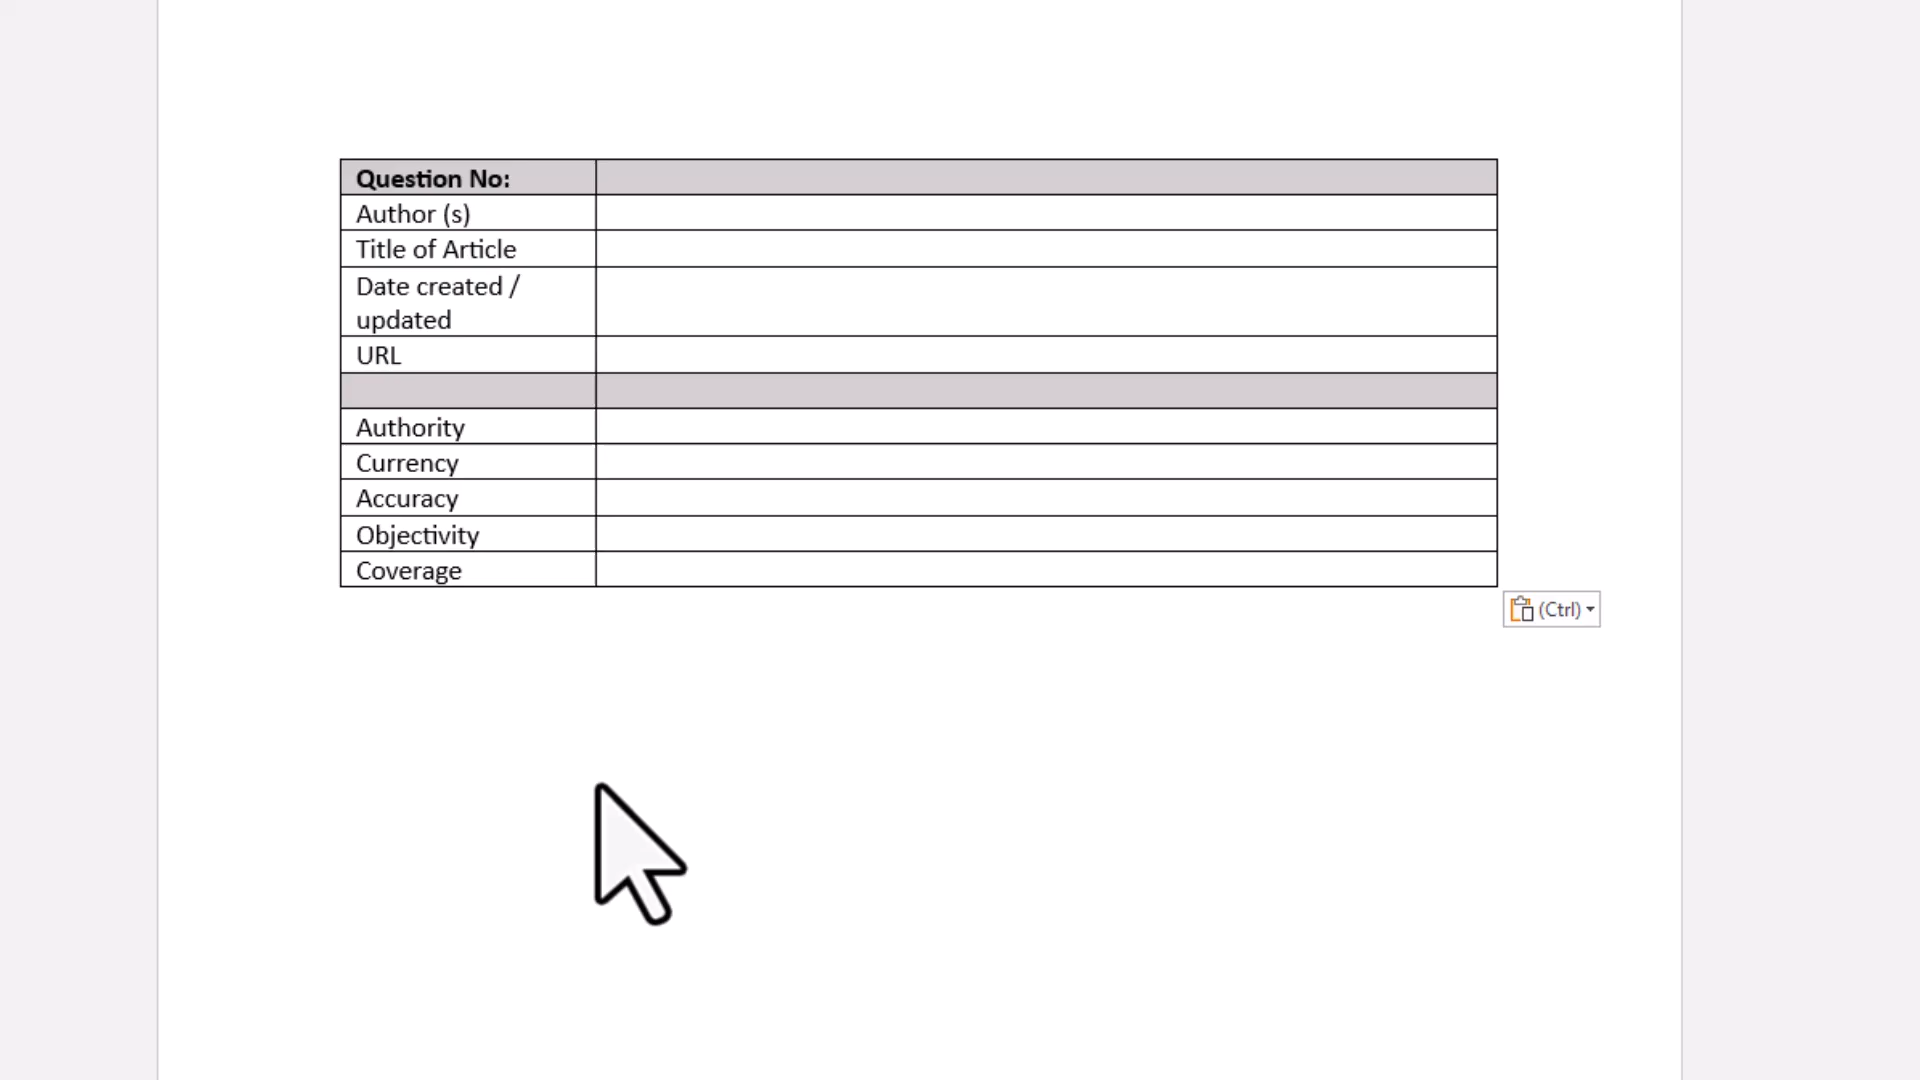 Question No:
Author (s)
Title of Article
Date created /
updated
URL
Authority
Currency
Accuracy
Objectivity
Coverage
(Ctrl)